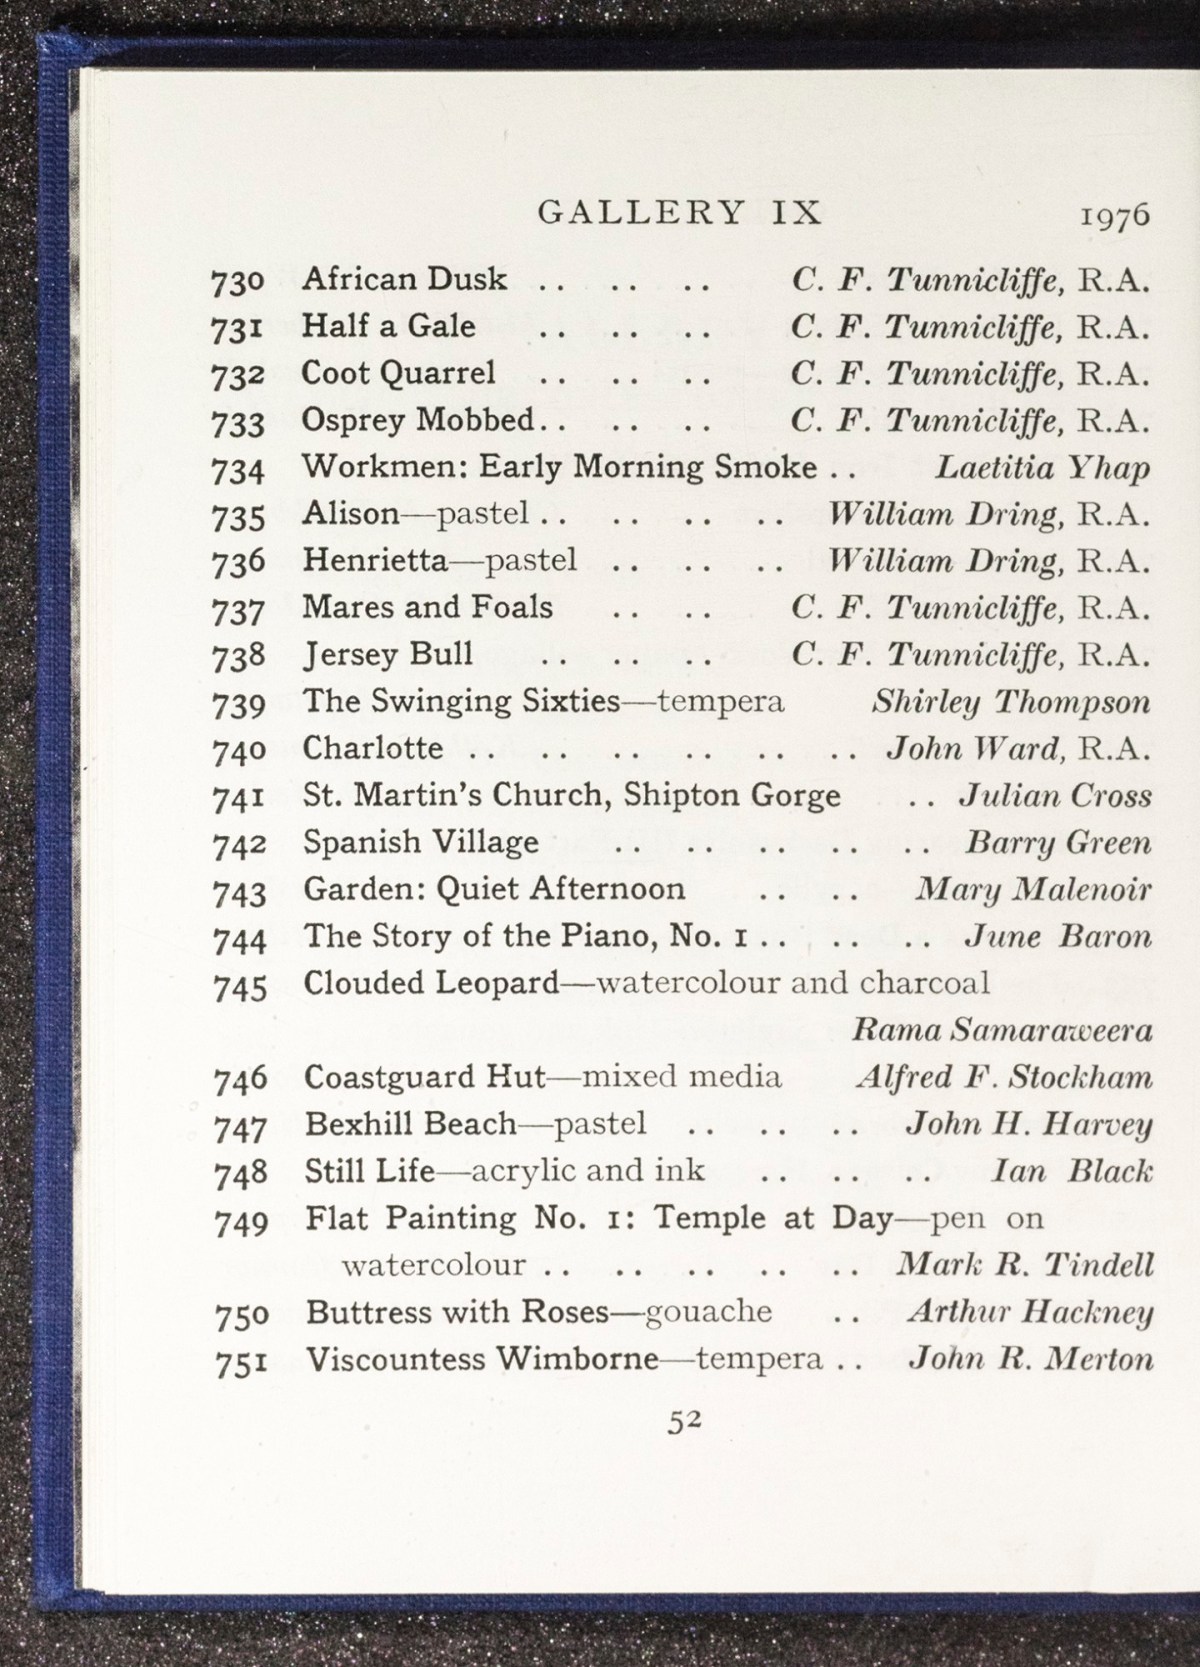 GALLERY IX 1976
730 African Dusk .. .. .. C. F. Tunnicliffe, R.A.
731 Half a Gale .. .. .. C. F. Tunnicliffe, R.A.
732 Coot Quarrel .. .. .. C. F. Tunnicliffe, R.A.
733 Osprey Mobbed.. .. .. C. F. Tunnicliffe, R.A.
734 Workmen: Early Morning Smoke .. Laetitia Yhap
735 Alison—pastel .. .. .. .. William Dring, R.A.
736 Henrietta—pastel .. .. .. William Dring, R.A.
737 Mares and Foals .. .. C. F. Tunnicliffe, R.A.
738 Jersey Bull .. .. .. C. F. Tunnicliffe, R.A.
739 The Swinging Sixties—tempera Shirley Thompson
740 Charlotte .. .. .. .. .. .. John Ward, R.A.
741 St. Martin's Church, Shipton Gorge .. Julian Cross
742 Spanish Village .. .. .. .. .. Barry Green
743 Garden: Quiet Afternoon .. .. Mary Malenoir
744 The Story of the Piano, No. 1 .. .. .. June Baron
745 Clouded Leopard—watercolour and charcoal
Rama Samaraweera
746 Coastguard Hut—mixed media Alfred F. Stockham
747 Bexhill Beach—pastel .. .. .. John H. Harvey
748 Still Life—acrylic and ink .. .. .. Ian Black
749 Flat Painting No. 1: Temple at Day—pen on
watercolour .. .. .. .. .. Mark R. Tindell
750 Buttress with Roses—gouache .. Arthur Hackney
751 Viscountess Wimborne—tempera .. John R. Merton
52